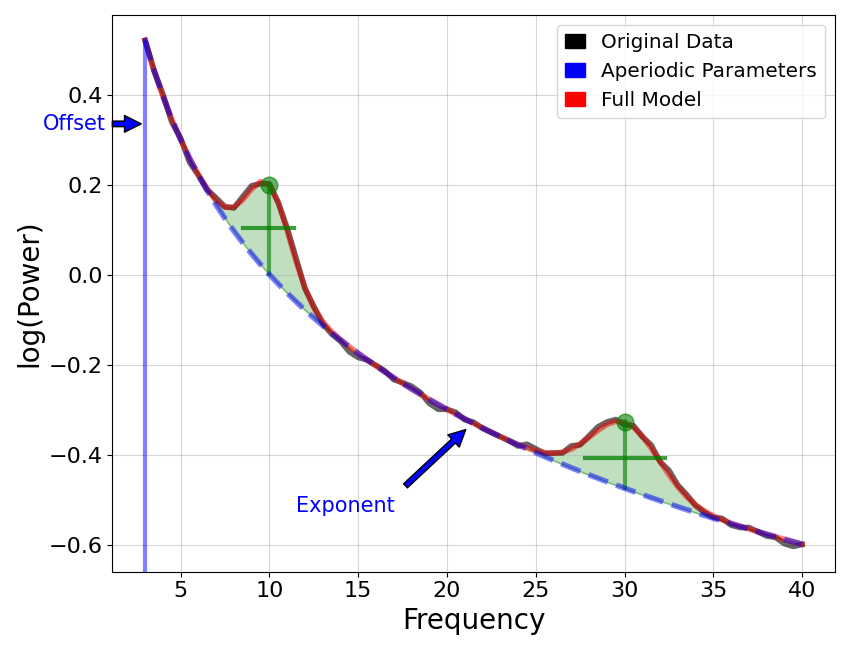 Original Data
Aperiodic Parameters
Full Model
Offset
Exponent
log(Power)
0.4
0.2
0.0
−0.2
−0.4
−0.6
5 10 15 20 25 30 35 40
Frequency